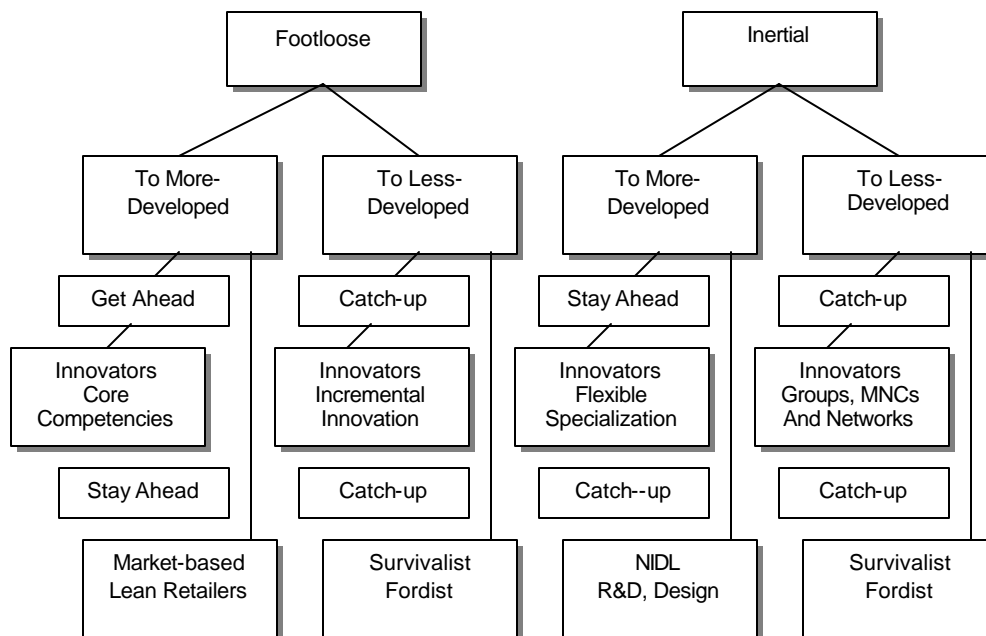 Footloose
Inertial
To More-
Developed
To Less-
Developed
To More-
Developed
To Less-
Developed
Get Ahead
Catch-up
Stay Ahead
Catch-up
Innovators
Core
Competencies
Innovators
Incremental
Innovation
Innovators
Flexible
Specialization
Innovators
Groups, MNCs
And Networks
Stay Ahead
Catch-up
Catch--up
Catch-up
Market-based
Lean Retailers
Survivalist
Fordist
NIDL
R&D, Design
Survivalist
Fordist